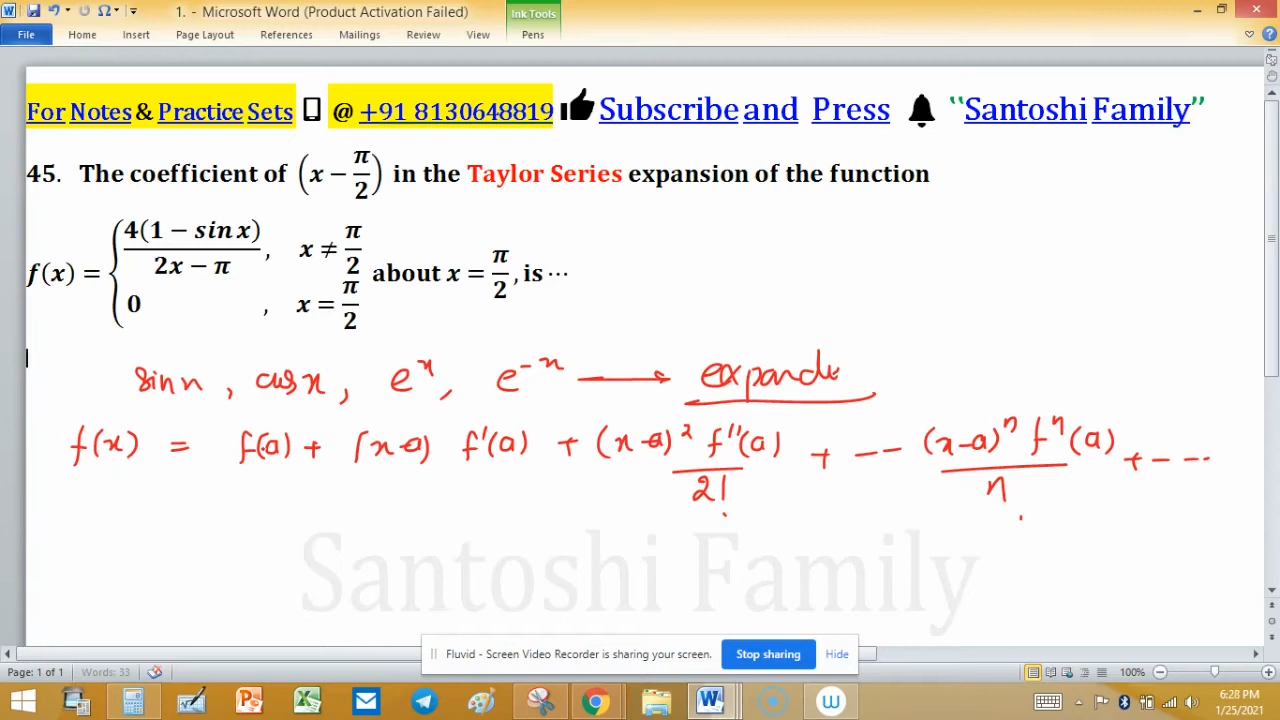 1. - Microsoft Word (Product Activation Failed)
Ink Tools
File Home Insert Page Layout References Mailings Review View Pens
For Notes & Practice Sets @ +91 8130648819 Subscribe and Press “Santoshi Family”
45. The coefficient of (x − π/2) in the Taylor Series expansion of the function
f(x) = { 4(1 − sin x)/(2x − π), x ≠ π/2
0, x = π/2 about x = π/2, is ⋯
sin x, cos x, e^x, e^-x → expands
f(x) = f(a) + (x-a) f'(a) + (x-a)² f''(a)/2! + -- (x-a)^n f^n(a)/n! + - - -
Santoshi Family
Fluvid - Screen Video Recorder is sharing your screen. Stop sharing Hide
Page: 1 of 1 Words: 33 100%
6:28 PM
1/25/2021